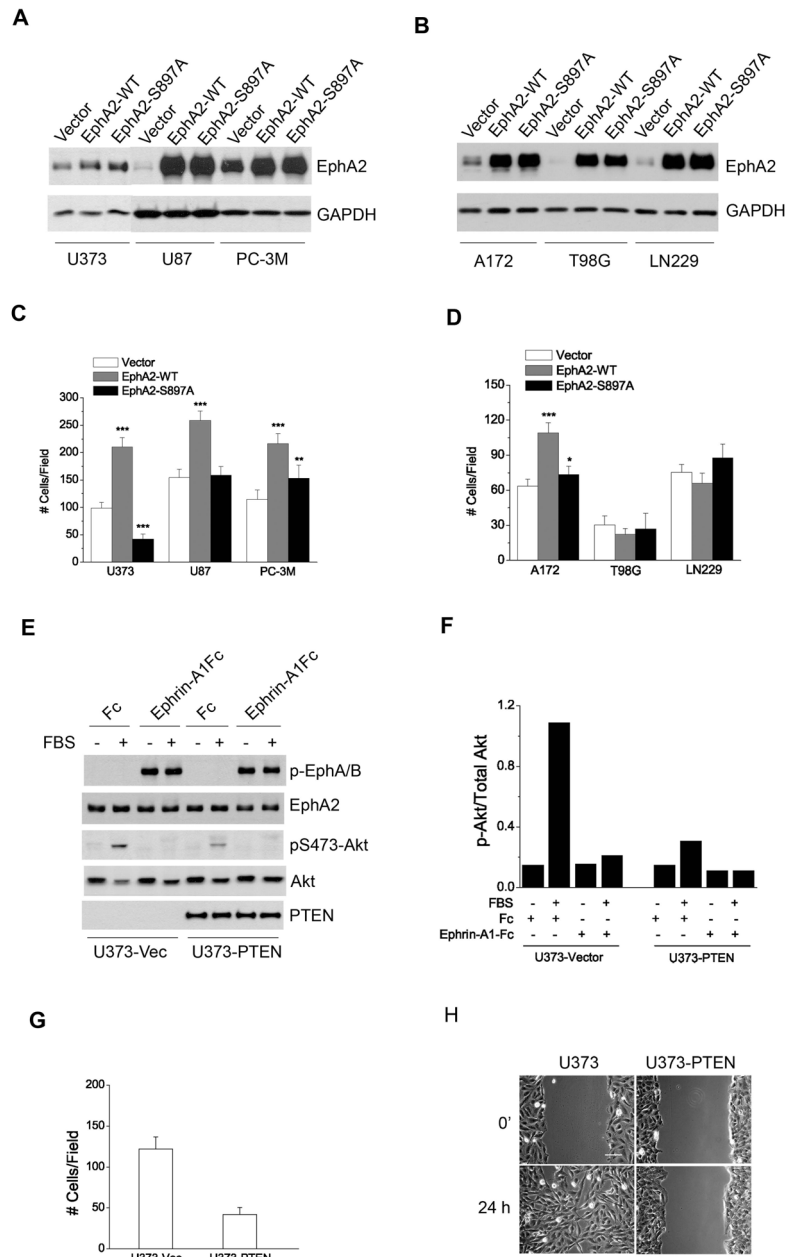 A
Vector
EphA2-WT
EphA2-S897A
Vector
EphA2-WT
EphA2-S897A
Vector
EphA2-WT
EphA2-S897A
EphA2
GAPDH
U373
U87
PC-3M
B
Vector
EphA2-WT
EphA2-S897A
Vector
EphA2-WT
EphA2-S897A
Vector
EphA2-WT
EphA2-S897A
EphA2
GAPDH
A172
T98G
LN229
C
Vector
EphA2-WT
EphA2-S897A
# Cells/Field
300
250
200
150
100
50
0
*** *** *** *** **
U373 U87 PC-3M
D
Vector
EphA2-WT
EphA2-S897A
# Cells/Field
150
120
90
60
30
0
*** *
A172 T98G LN229
E
Fc Ephrin-A1Fc Fc Ephrin-A1Fc
FBS - + - + - + - +
p-EphA/B
EphA2
pS473-Akt
Akt
PTEN
U373-Vec U373-PTEN
F
p-Akt/Total Akt
1.2
0.8
0.4
0.0
FBS - + - + - + - +
Fc + + - - + + - -
Ephrin-A1-Fc - - + + - - + +
U373-Vector U373-PTEN
G
# Cells/Field
200
150
100
50
0
U373-Vec U373-PTEN
H
U373 U373-PTEN
0'
24 h